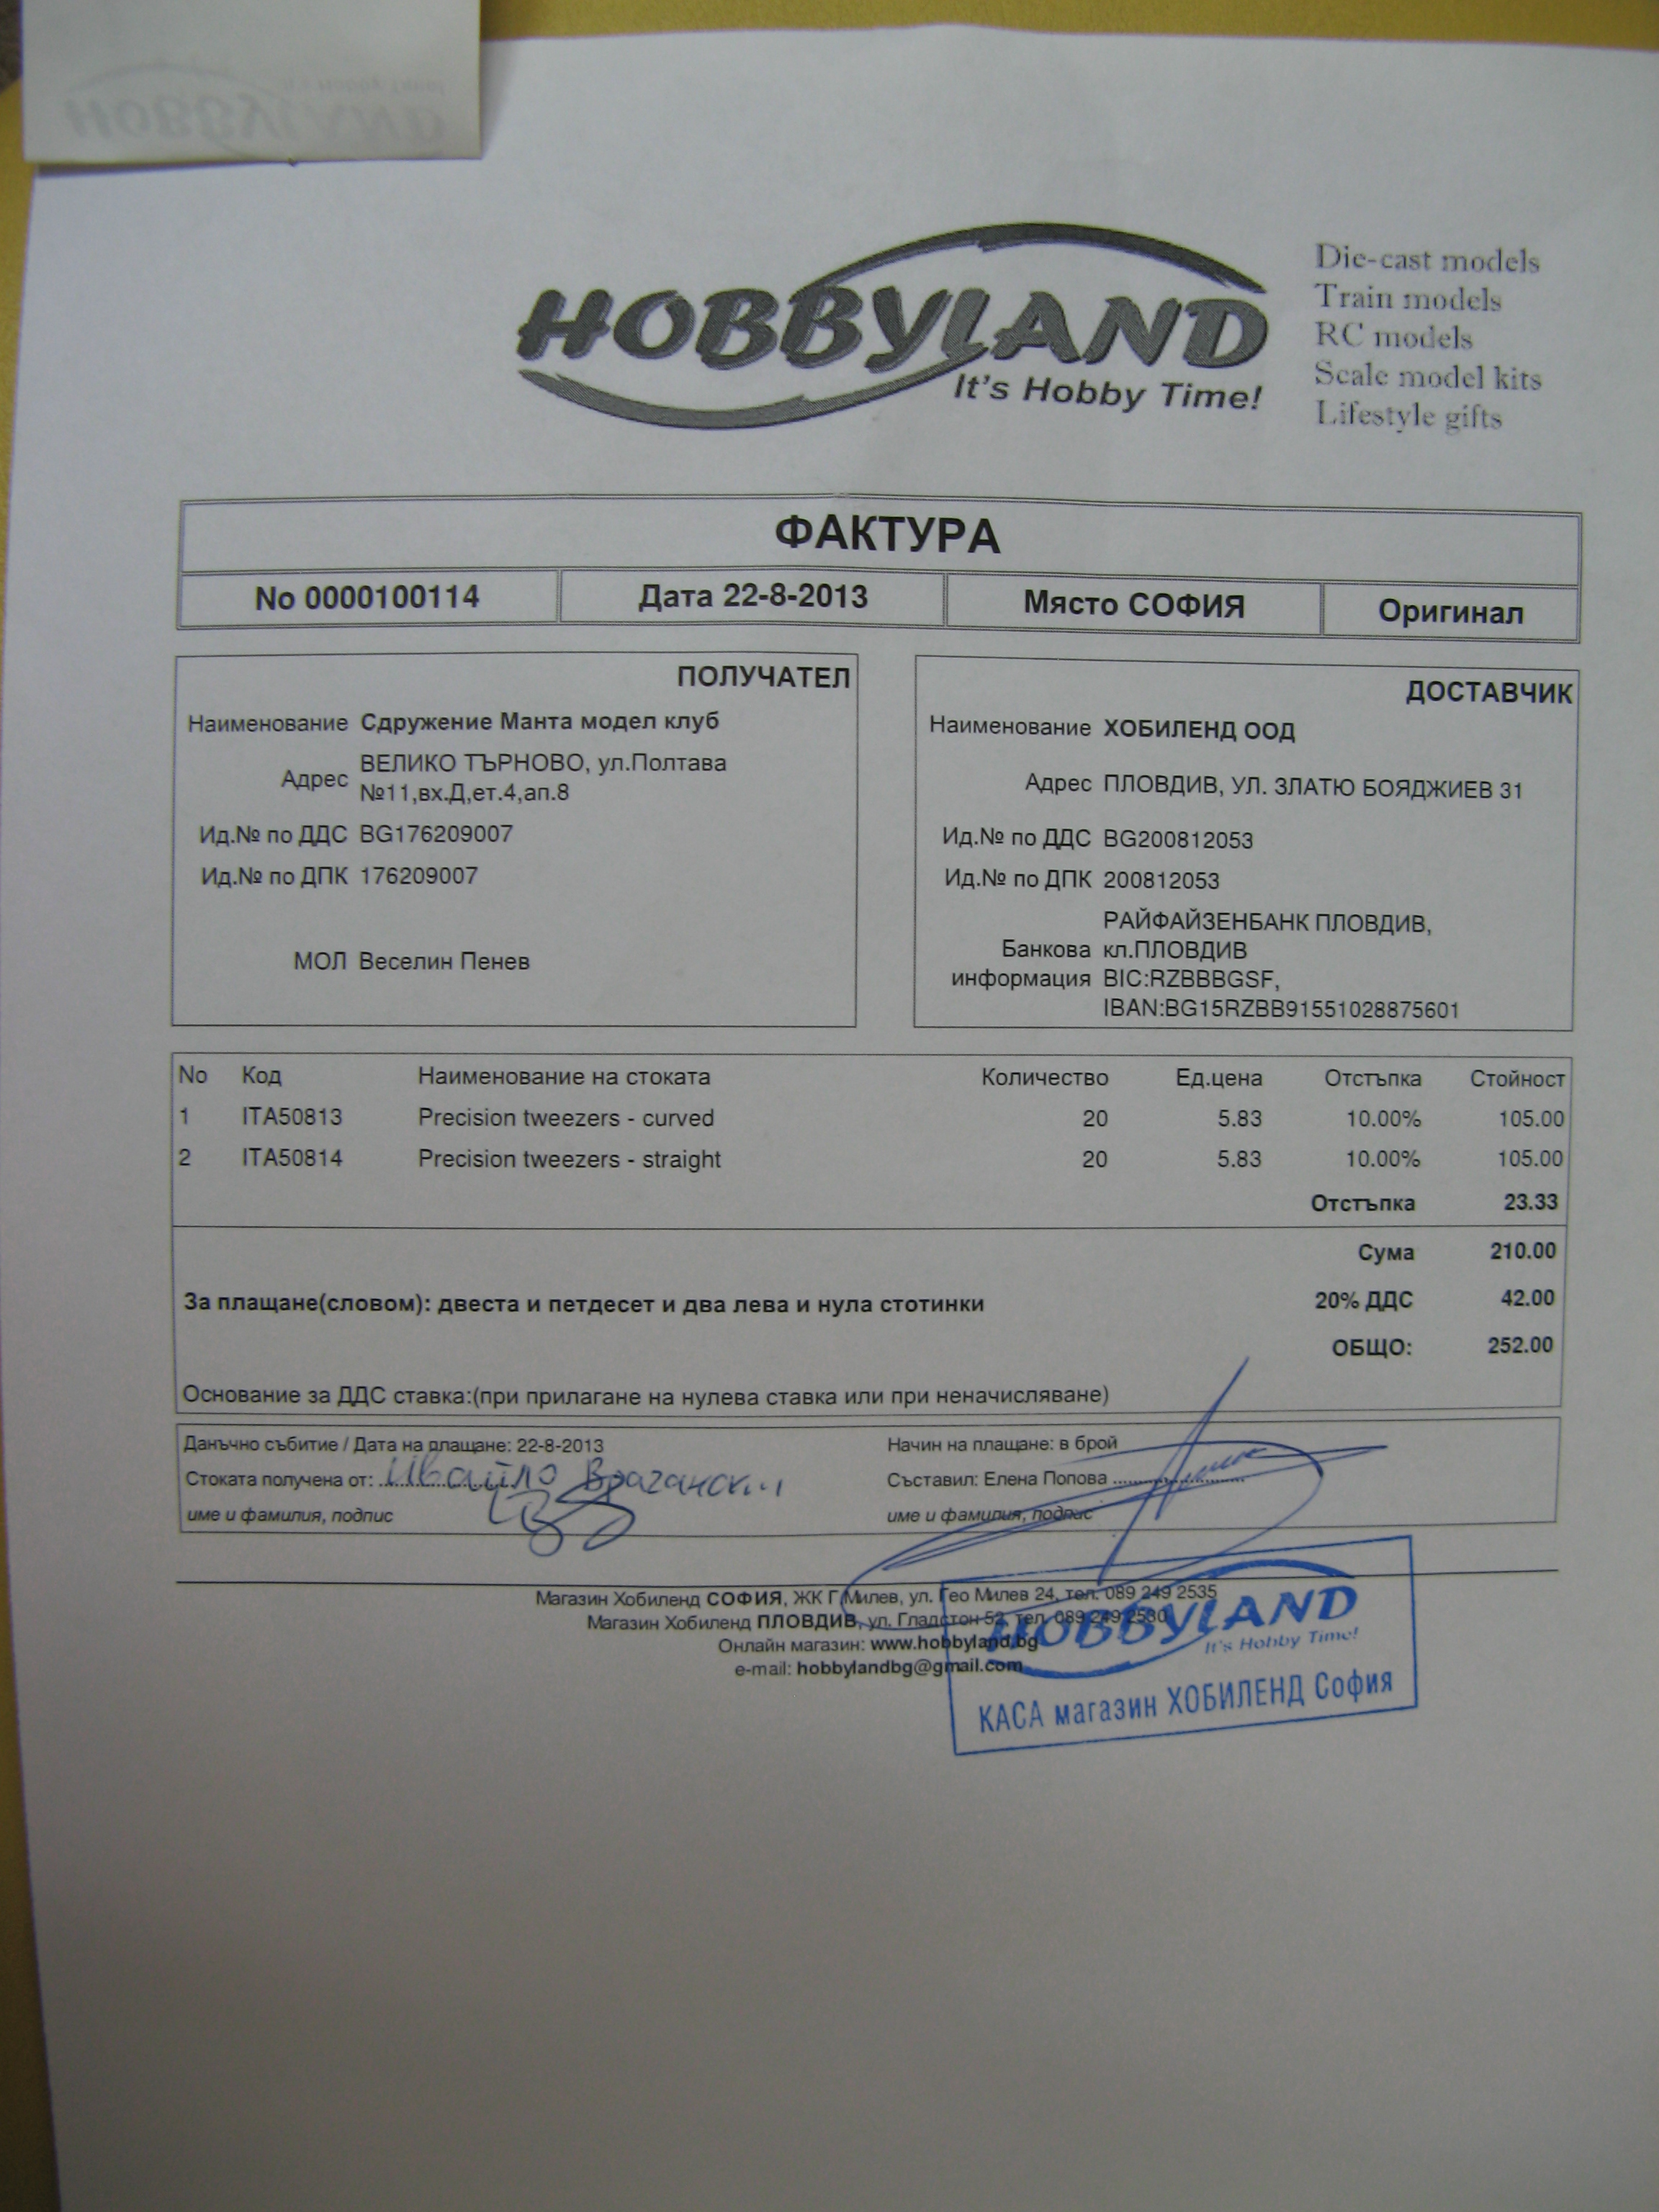 HOBBYLAND
It's Hobby Time!
Die-cast models
Train models
RC models
Scale model kits
Lifestyle gifts
ФАКТУРА
No 0000100114 Дата 22-8-2013 Място СОФИЯ Оригинал
ПОЛУЧАТЕЛ
Наименование Сдружение Манта модел клуб
Адрес ВЕЛИКО ТЪРНОВО, ул.Полтава
№11,вх.Д,ет.4,ап.8
Ид.№ по ДДС BG176209007
Ид.№ по ДПК 176209007
МОЛ Веселин Пенев
ДОСТАВЧИК
Наименование ХОБИЛЕНД ООД
Адрес ПЛОВДИВ, УЛ. ЗЛАТЮ БОЯДЖИЕВ 31
Ид.№ по ДДС BG200812053
Ид.№ по ДПК 200812053
РАЙФАЙЗЕНБАНК ПЛОВДИВ,
Банкова кл.ПЛОВДИВ
информация BIC:RZBBBGSF,
IBAN:BG15RZBB91551028875601
No Код Наименование на стоката Количество Ед.цена Отстъпка Стойност
1 ITA50813 Precision tweezers - curved 20 5.83 10.00% 105.00
2 ITA50814 Precision tweezers - straight 20 5.83 10.00% 105.00
Отстъпка 23.33
Сума 210.00
За плащане(словом): двеста и петдесет и два лева и нула стотинки 20% ДДС 42.00
ОБЩО: 252.00
Основание за ДДС ставка:(при прилагане на нулева ставка или при неначисляване)
Данъчно събитие / Дата на плащане: 22-8-2013 Начин на плащане: в брой
Стоката получена от: Ивайло Врачански Съставил: Елена Попова
име и фамилия, подпис име и фамилия, подпис
Магазин Хобиленд СОФИЯ, ЖК Г.Милев, ул. Гео Милев 24, тел. 089 249 2535
Магазин Хобиленд ПЛОВДИВ, ул. Гладстон 52, тел. 089 249 2530
Онлайн магазин: www.hobbyland.bg
e-mail: hobbylandbg@gmail.com
HOBBYLAND
It's Hobby Time!
КАСА магазин ХОБИЛЕНД София